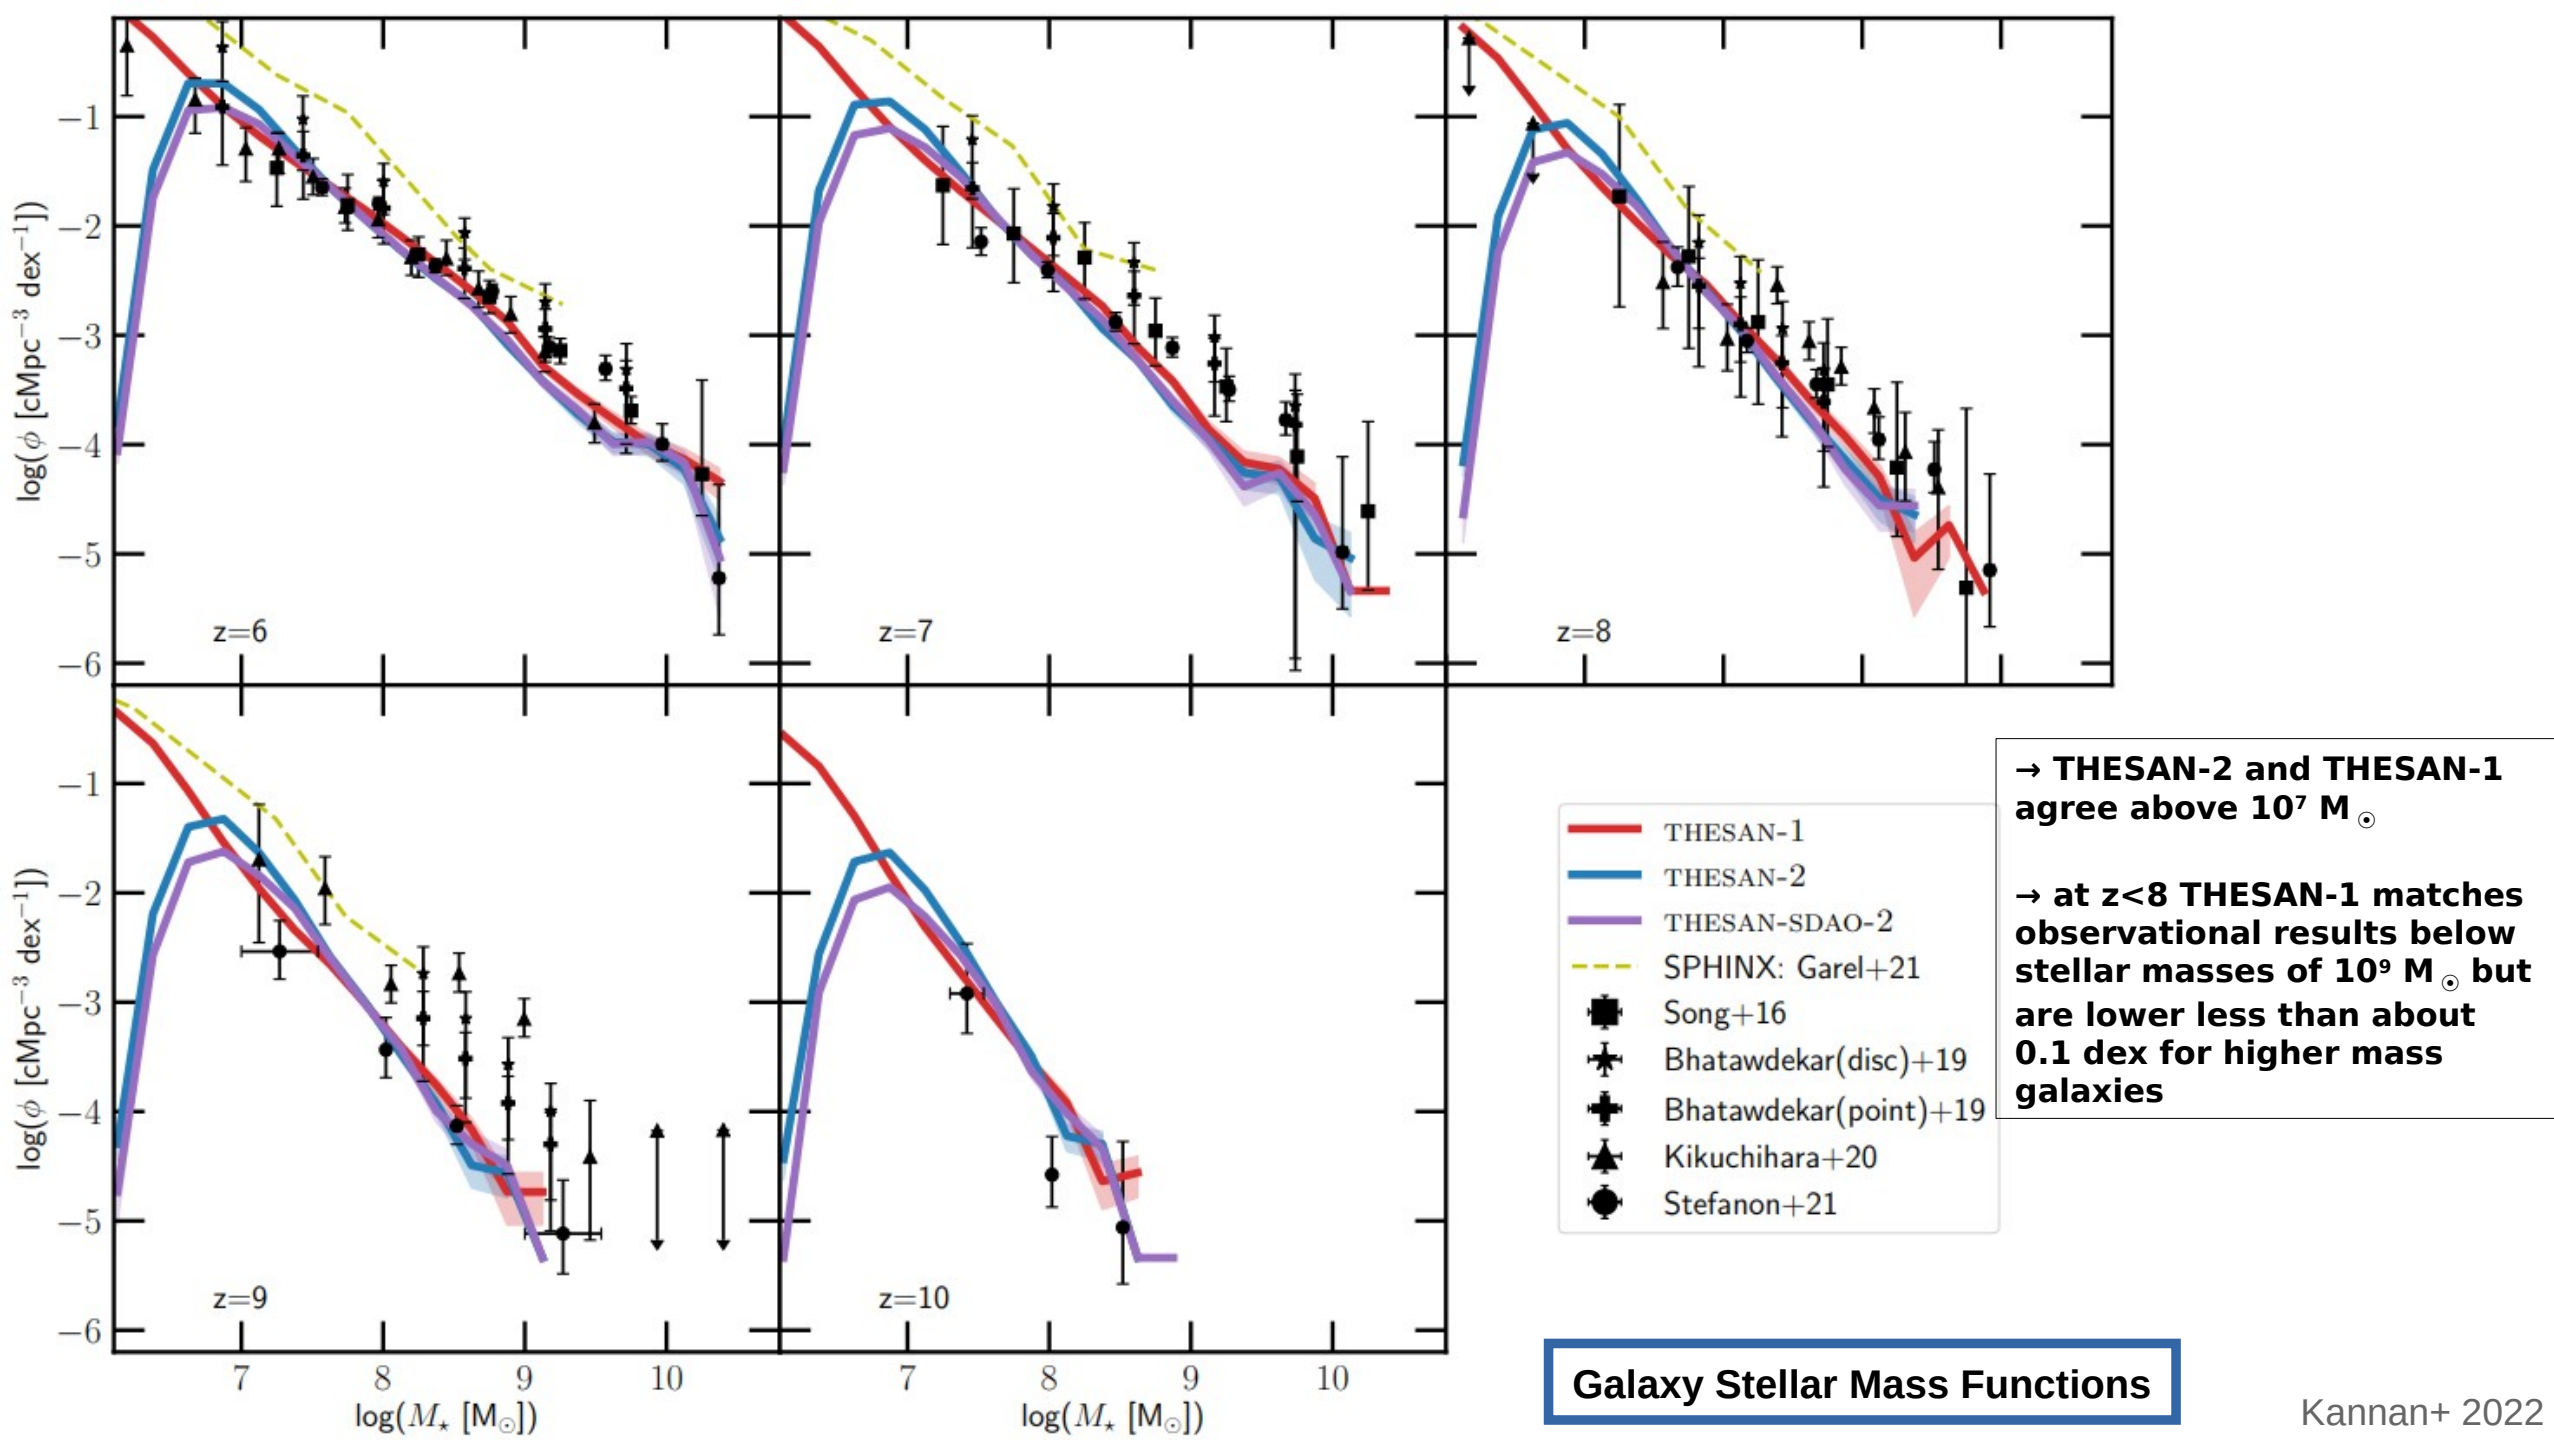 −1
−2
−3
−4
−5
−6
log(ϕ [cMpc⁻³ dex⁻¹])
z=6
z=7
z=8
−1
−2
−3
−4
−5
−6
log(ϕ [cMpc⁻³ dex⁻¹])
z=9
z=10
7 8 9 10
7 8 9 10
log(M⋆ [M☉])
log(M⋆ [M☉])
THESAN-1
THESAN-2
THESAN-SDAO-2
SPHINX: Garel+21
Song+16
Bhatawdekar(disc)+19
Bhatawdekar(point)+19
Kikuchihara+20
Stefanon+21
→ THESAN-2 and THESAN-1
agree above 10⁷ M☉
→ at z<8 THESAN-1 matches
observational results below
stellar masses of 10⁹ M☉ but
are lower less than about
0.1 dex for higher mass
galaxies
Galaxy Stellar Mass Functions
Kannan+ 2022